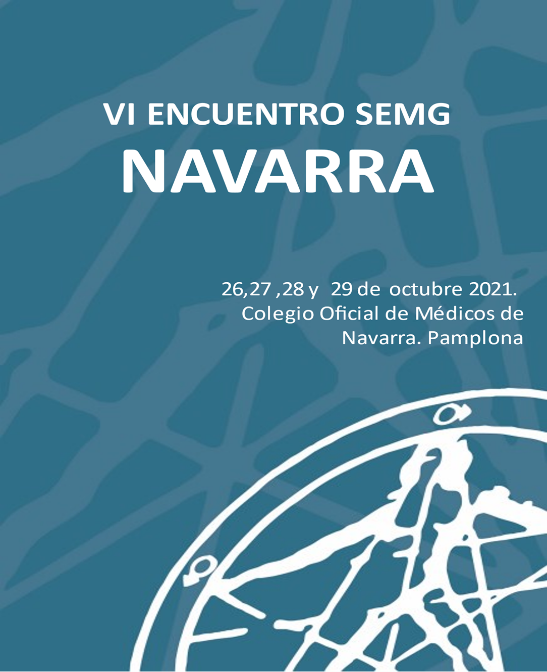 VI ENCUENTRO SEMG
NAVARRA
26,27 ,28 y 29 de octubre 2021.
Colegio Oficial de Médicos de
Navarra. Pamplona